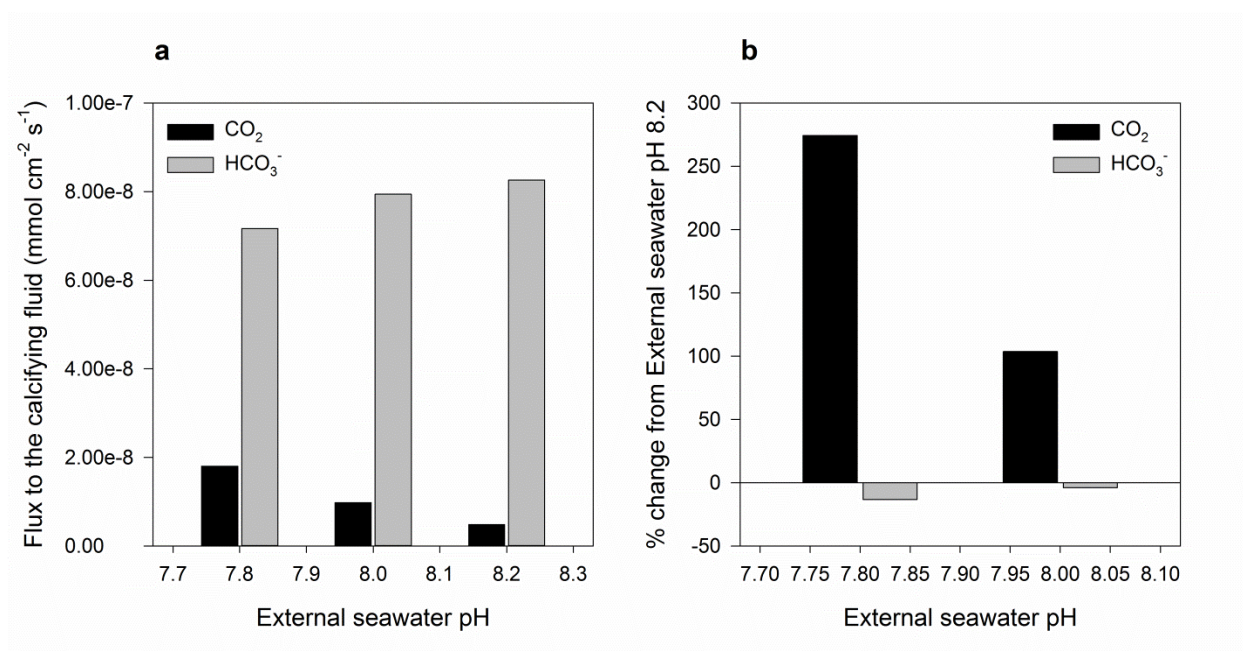 a
Flux to the calcifying fluid (mmol cm⁻² s⁻¹)
1.00e-7
8.00e-8
6.00e-8
4.00e-8
2.00e-8
0.00
CO₂
HCO₃⁻
7.7 7.8 7.9 8.0 8.1 8.2 8.3
External seawater pH
b
% change from External seawater pH 8.2
300
250
200
150
100
50
0
-50
CO₂
HCO₃⁻
7.70 7.75 7.80 7.85 7.90 7.95 8.00 8.05 8.10
External seawater pH